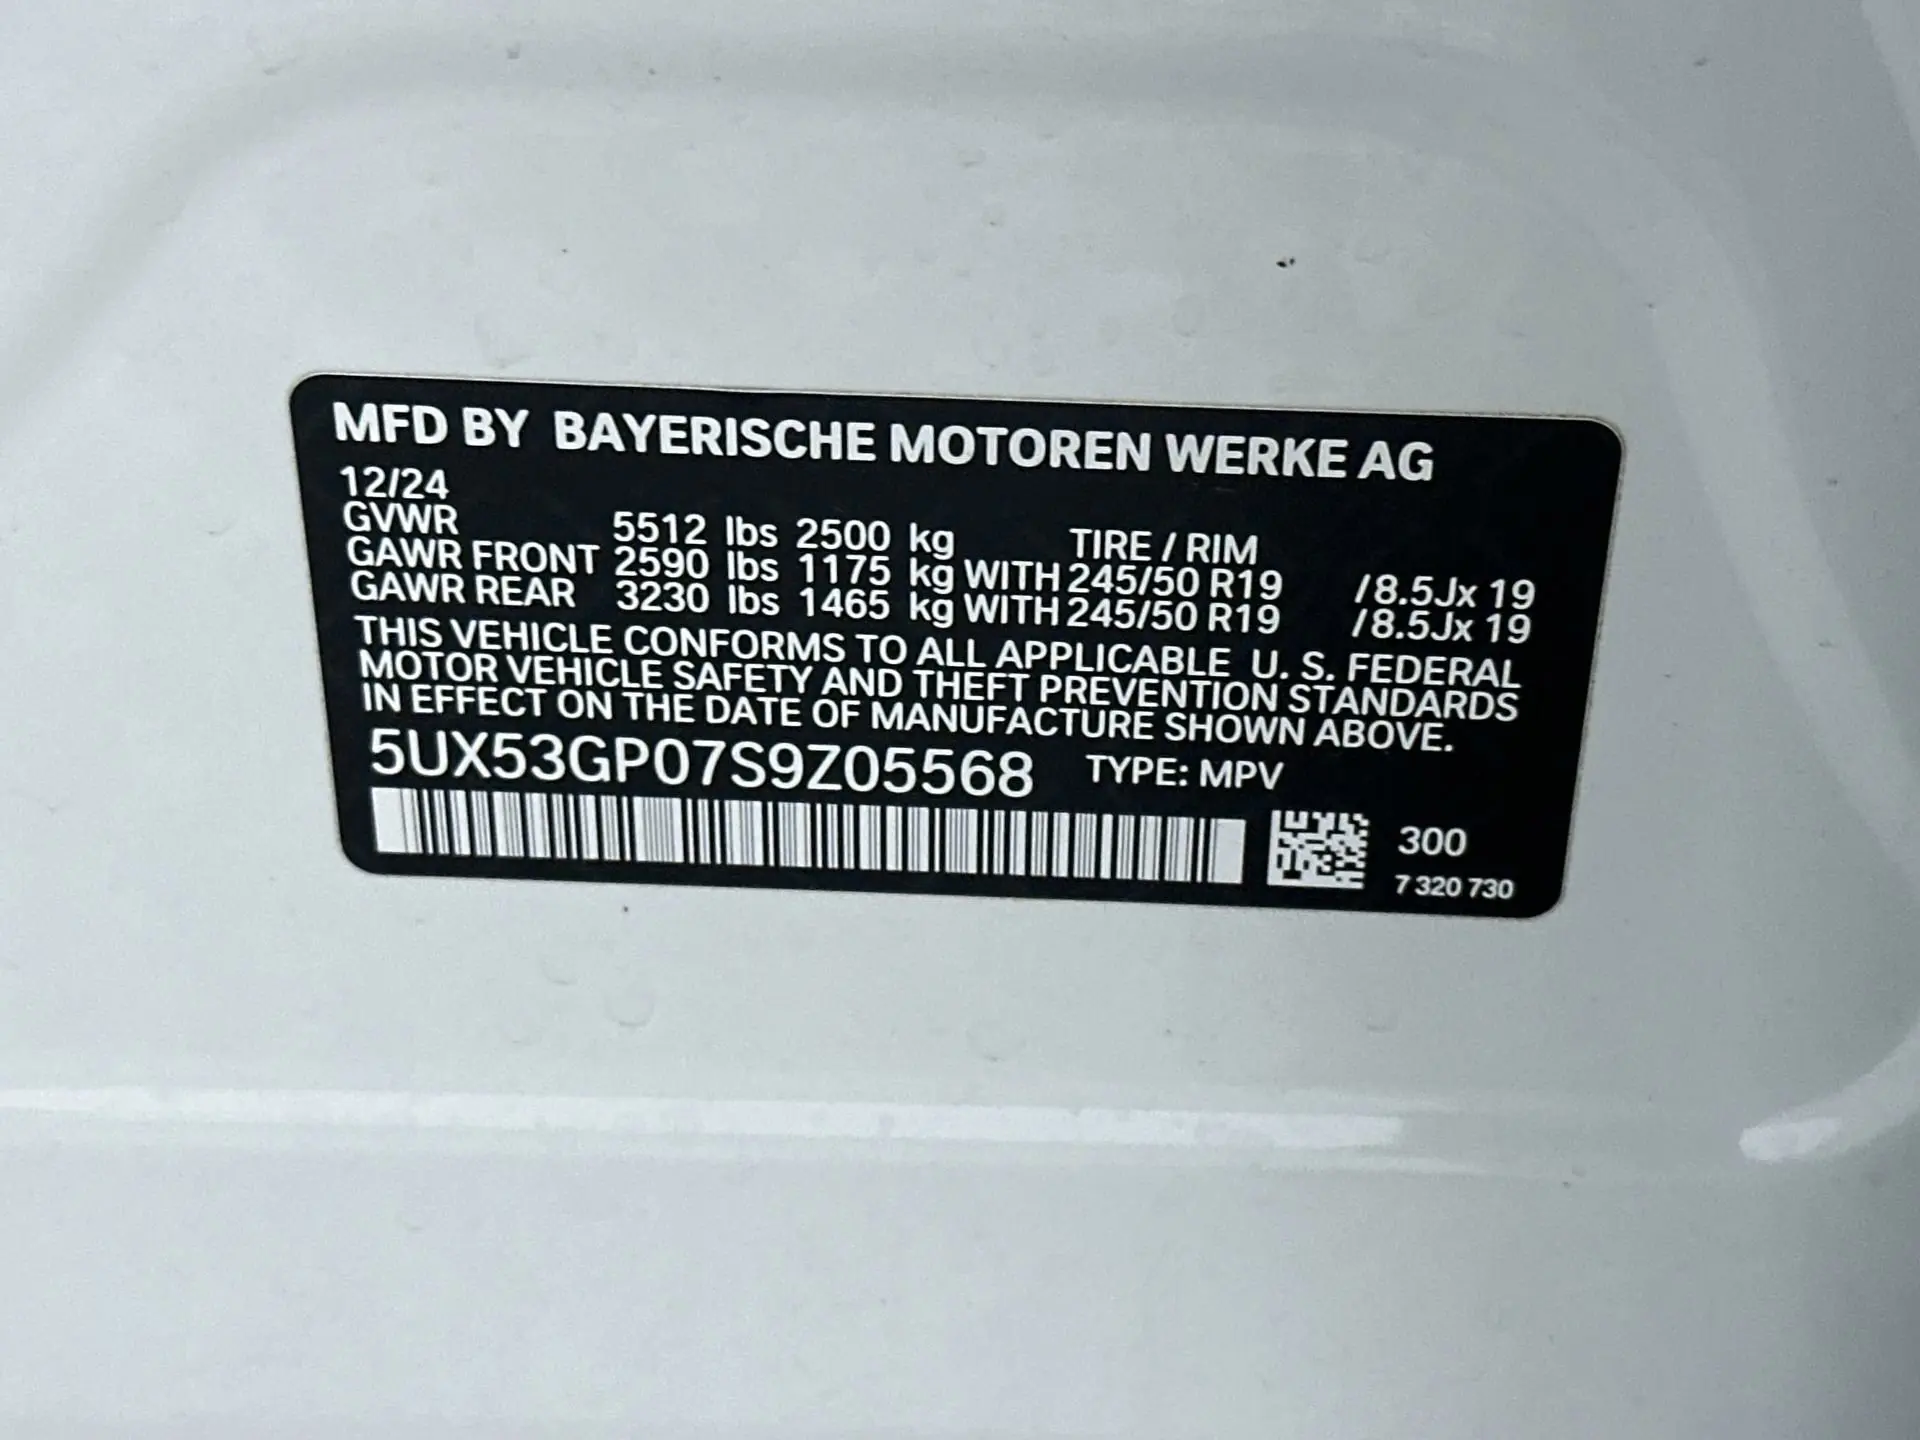 MFD BY BAYERISCHE MOTOREN WERKE AG
12/24
GVWR 5512 lbs 2500 kg TIRE / RIM
GAWR FRONT 2590 lbs 1175 kg WITH 245/50 R19 /8.5Jx 19
GAWR REAR 3230 lbs 1465 kg WITH 245/50 R19 /8.5Jx 19
THIS VEHICLE CONFORMS TO ALL APPLICABLE U. S. FEDERAL
MOTOR VEHICLE SAFETY AND THEFT PREVENTION STANDARDS
IN EFFECT ON THE DATE OF MANUFACTURE SHOWN ABOVE.
5UX53GP07S9Z05568 TYPE: MPV
300
7 320 730